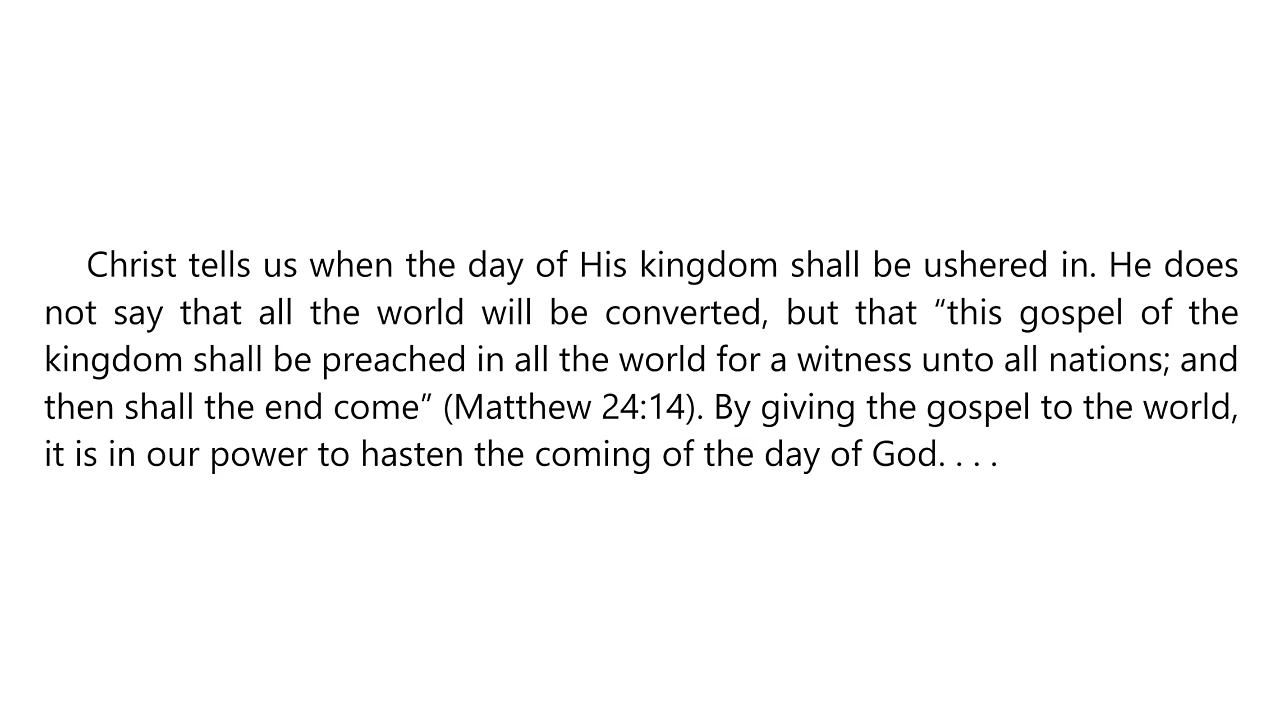 Christ tells us when the day of His kingdom shall be ushered in. He does
not say that all the world will be converted, but that “this gospel of the
kingdom shall be preached in all the world for a witness unto all nations; and
then shall the end come” (Matthew 24:14). By giving the gospel to the world,
it is in our power to hasten the coming of the day of God. . . .